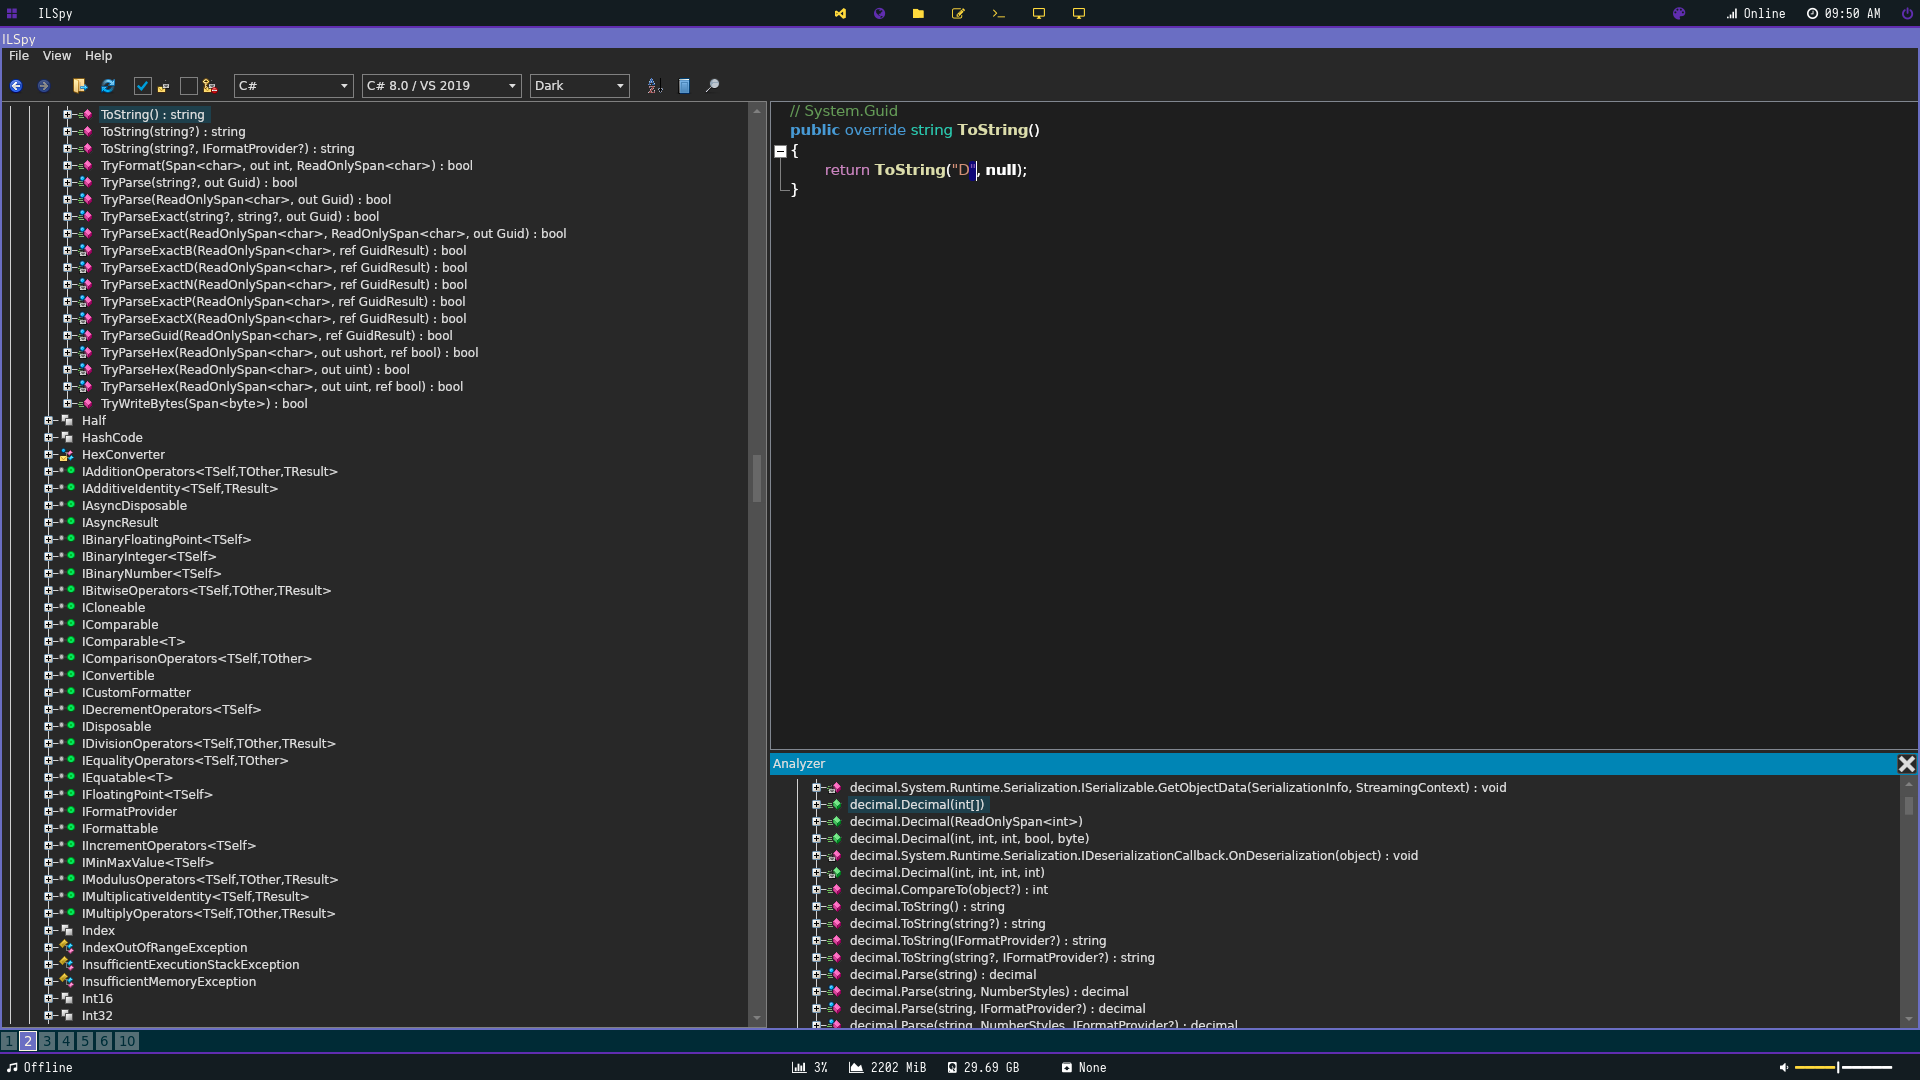 ILSpy
Online
09:50 AM
ILSpy
File View Help
C#
C# 8.0 / VS 2019
Dark
ToString() : string
ToString(string?) : string
ToString(string?, IFormatProvider?) : string
TryFormat(Span<char>, out int, ReadOnlySpan<char>) : bool
TryParse(string?, out Guid) : bool
TryParse(ReadOnlySpan<char>, out Guid) : bool
TryParseExact(string?, string?, out Guid) : bool
TryParseExact(ReadOnlySpan<char>, ReadOnlySpan<char>, out Guid) : bool
TryParseExactB(ReadOnlySpan<char>, ref GuidResult) : bool
TryParseExactD(ReadOnlySpan<char>, ref GuidResult) : bool
TryParseExactN(ReadOnlySpan<char>, ref GuidResult) : bool
TryParseExactP(ReadOnlySpan<char>, ref GuidResult) : bool
TryParseExactX(ReadOnlySpan<char>, ref GuidResult) : bool
TryParseGuid(ReadOnlySpan<char>, ref GuidResult) : bool
TryParseHex(ReadOnlySpan<char>, out ushort, ref bool) : bool
TryParseHex(ReadOnlySpan<char>, out uint) : bool
TryParseHex(ReadOnlySpan<char>, out uint, ref bool) : bool
TryWriteBytes(Span<byte>) : bool
Half
HashCode
HexConverter
IAdditionOperators<TSelf,TOther,TResult>
IAdditiveIdentity<TSelf,TResult>
IAsyncDisposable
IAsyncResult
IBinaryFloatingPoint<TSelf>
IBinaryInteger<TSelf>
IBinaryNumber<TSelf>
IBitwiseOperators<TSelf,TOther,TResult>
ICloneable
IComparable
IComparable<T>
IComparisonOperators<TSelf,TOther>
IConvertible
ICustomFormatter
IDecrementOperators<TSelf>
IDisposable
IDivisionOperators<TSelf,TOther,TResult>
IEqualityOperators<TSelf,TOther>
IEquatable<T>
IFloatingPoint<TSelf>
IFormatProvider
IFormattable
IIncrementOperators<TSelf>
IMinMaxValue<TSelf>
IModulusOperators<TSelf,TOther,TResult>
IMultiplicativeIdentity<TSelf,TResult>
IMultiplyOperators<TSelf,TOther,TResult>
Index
IndexOutOfRangeException
InsufficientExecutionStackException
InsufficientMemoryException
Int16
Int32
// System.Guid
public override string ToString()
{
return ToString("D", null);
}
Analyzer
decimal.System.Runtime.Serialization.ISerializable.GetObjectData(SerializationInfo, StreamingContext) : void
decimal.Decimal(int[])
decimal.Decimal(ReadOnlySpan<int>)
decimal.Decimal(int, int, int, bool, byte)
decimal.System.Runtime.Serialization.IDeserializationCallback.OnDeserialization(object) : void
decimal.Decimal(int, int, int, int)
decimal.CompareTo(object?) : int
decimal.ToString() : string
decimal.ToString(string?) : string
decimal.ToString(IFormatProvider?) : string
decimal.ToString(string?, IFormatProvider?) : string
decimal.Parse(string) : decimal
decimal.Parse(string, NumberStyles) : decimal
decimal.Parse(string, IFormatProvider?) : decimal
decimal.Parse(string, NumberStyles, IFormatProvider?) : decimal
1 2 3 4 5 6 10
Offline
3%
2202 MiB
29.69 GB
None